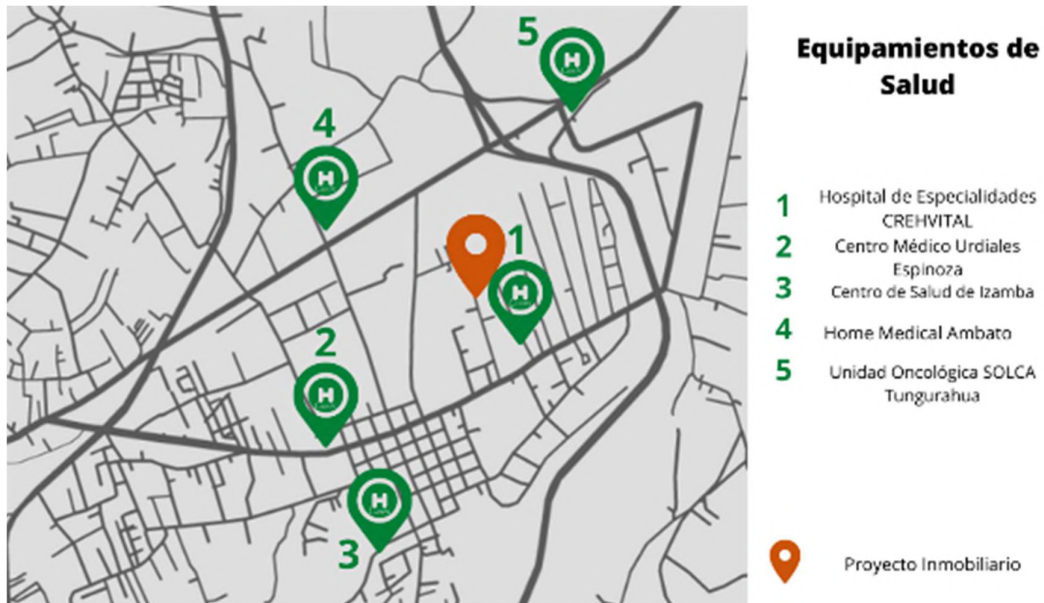 5
4
1
2
3
Equipamientos de
Salud
1 Hospital de Especialidades
CREHVITAL
2 Centro Médico Urdiales
Espinoza
3 Centro de Salud de Izamba
4 Home Medical Ambato
5 Unidad Oncológica SOLCA
Tungurahua
Proyecto Inmobiliario
H
H
H
H
H